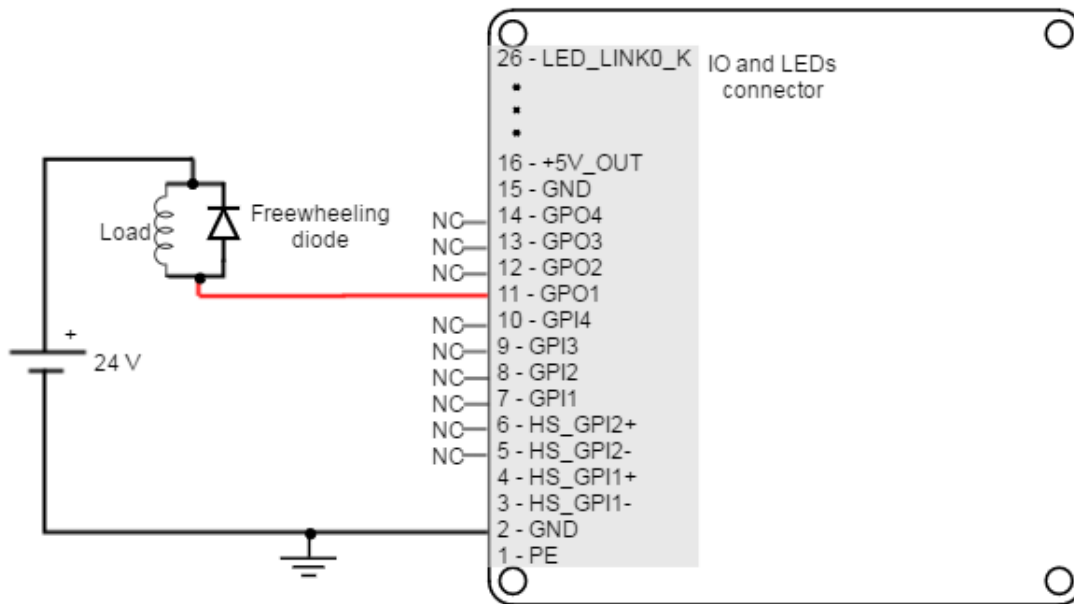 26 - LED_LINK0_K
IO and LEDs
connector
16 - +5V_OUT
15 - GND
NC
14 - GPO4
NC
13 - GPO3
NC
12 - GPO2
11 - GPO1
NC
10 - GPI4
NC
9 - GPI3
NC
8 - GPI2
NC
7 - GPI1
NC
6 - HS_GPI2+
NC
5 - HS_GPI2-
4 - HS_GPI1+
3 - HS_GPI1-
2 - GND
1 - PE
Load
Freewheeling
diode
+
24 V